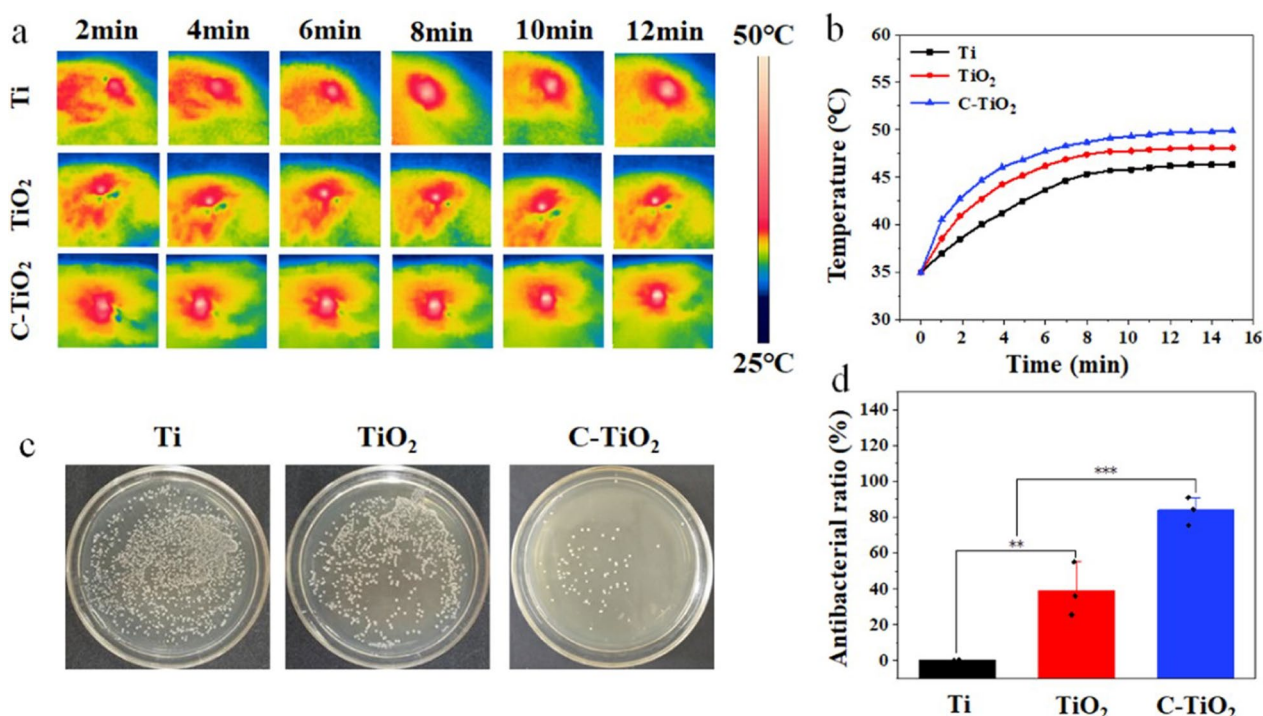 a
2min 4min 6min 8min 10min 12min
Ti
TiO₂
C-TiO₂
50℃
25℃
b
60
55
50
45
40
35
30
Temperature (℃)
Ti
TiO₂
C-TiO₂
0 2 4 6 8 10 12 14 16
Time (min)
c
Ti TiO₂ C-TiO₂
d
140
120
100
80
60
40
20
0
Antibacterial ratio (%)
**
***
Ti TiO₂ C-TiO₂